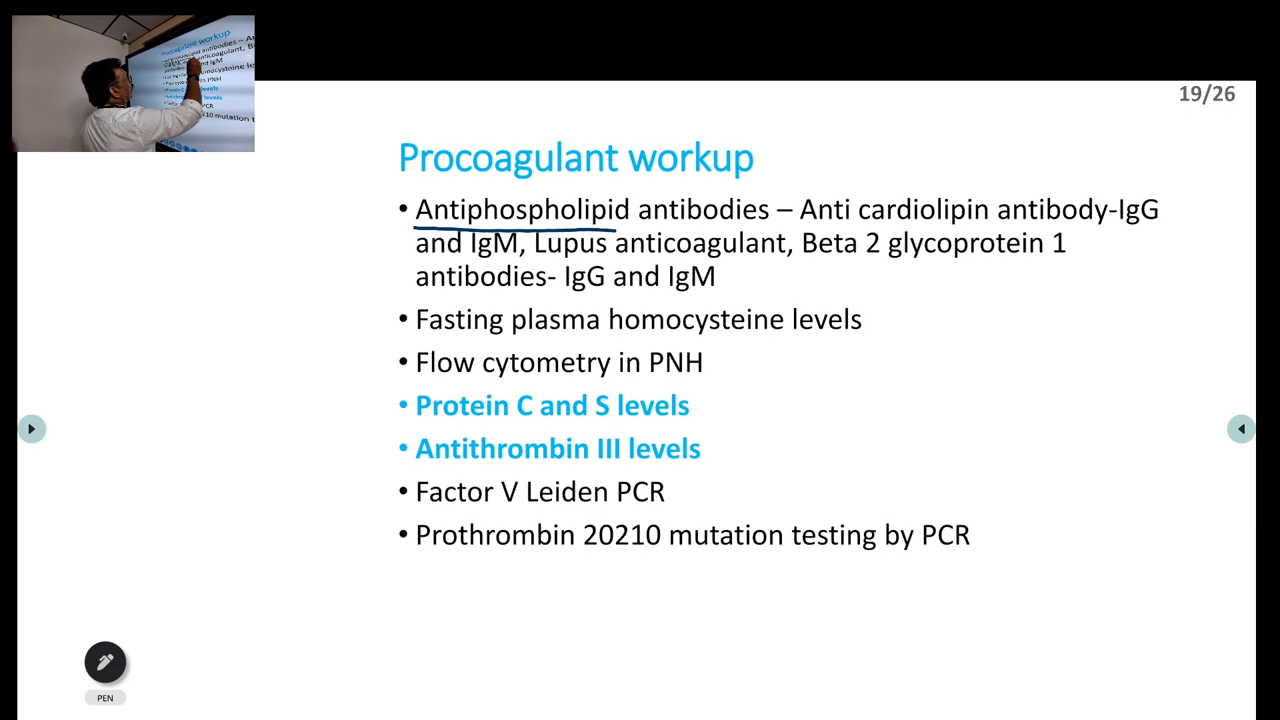 19/26
Procoagulant workup
• Antiphospholipid antibodies – Anti cardiolipin antibody-IgG
and IgM, Lupus anticoagulant, Beta 2 glycoprotein 1
antibodies- IgG and IgM
• Fasting plasma homocysteine levels
• Flow cytometry in PNH
• Protein C and S levels
• Antithrombin III levels
• Factor V Leiden PCR
• Prothrombin 20210 mutation testing by PCR
PEN